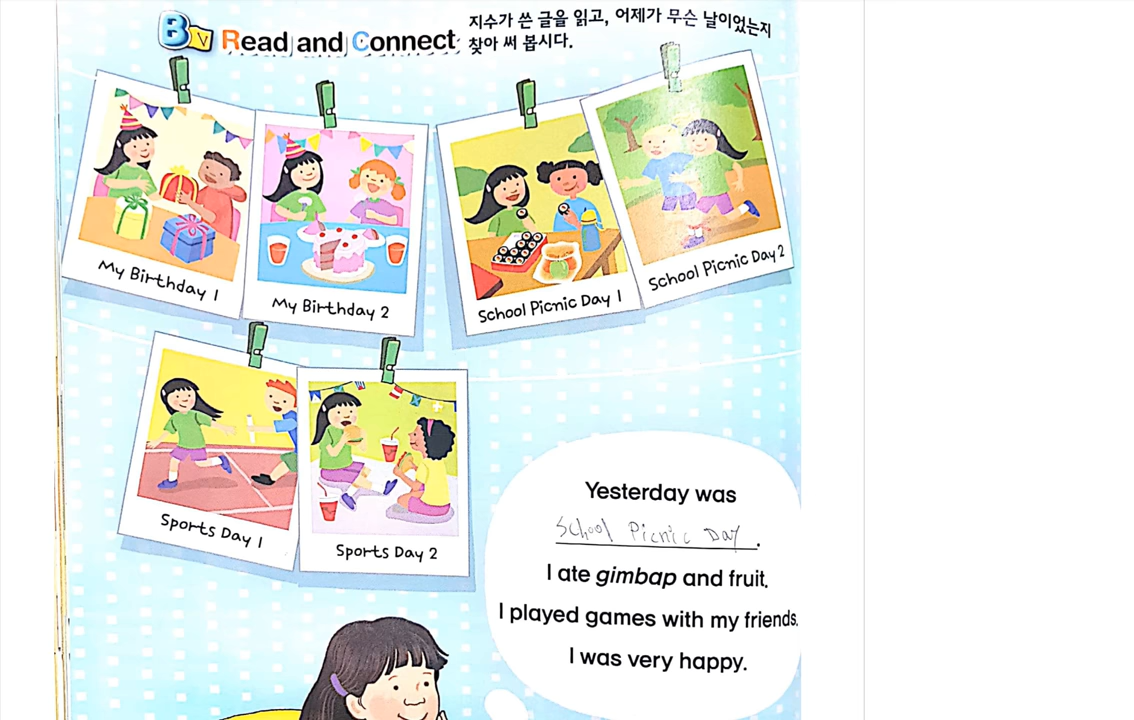 B
Read and Connect
지수가 쓴 글을 읽고, 어제가 무슨 날이었는지
찾아 써 봅시다.
My Birthday 1
My Birthday 2
School Picnic Day 1
School Picnic Day 2
Sports Day 1
Sports Day 2
Yesterday was
School Picnic Day.
I ate gimbap and fruit.
I played games with my friends.
I was very happy.